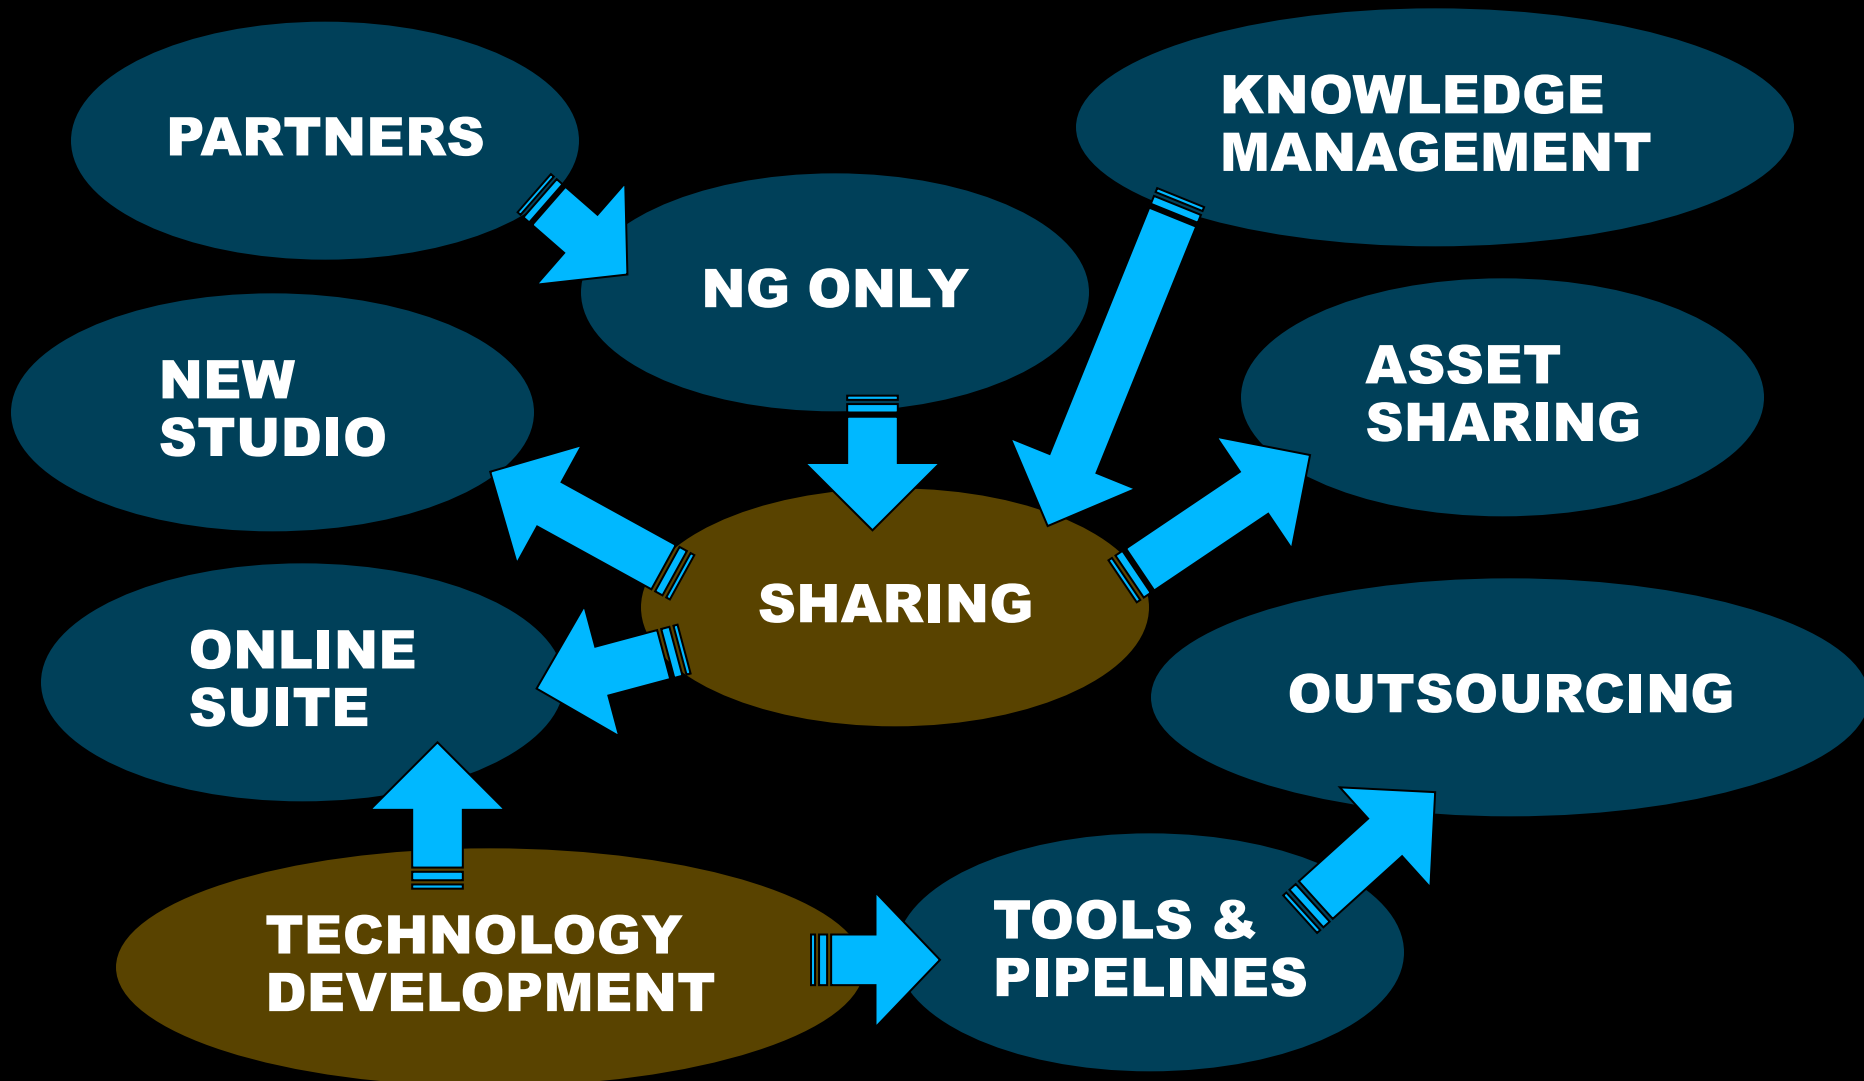 PARTNERS
KNOWLEDGE
MANAGEMENT
NG ONLY
NEW
STUDIO
ASSET
SHARING
SHARING
ONLINE
SUITE
OUTSOURCING
TECHNOLOGY
DEVELOPMENT
TOOLS &
PIPELINES